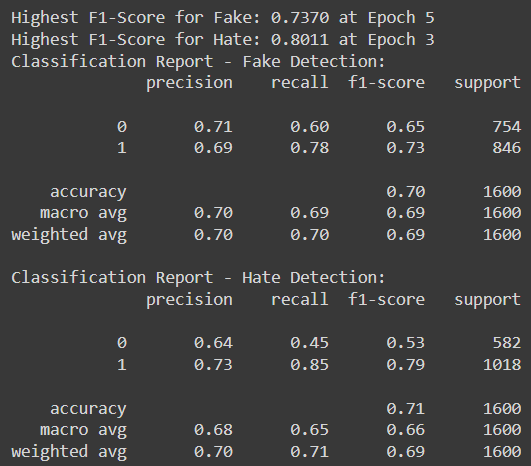 Highest F1-Score for Fake: 0.7370 at Epoch 5
Highest F1-Score for Hate: 0.8011 at Epoch 3
Classification Report - Fake Detection:
precision recall f1-score support
0 0.71 0.60 0.65 754
1 0.69 0.78 0.73 846
accuracy 0.70 1600
macro avg 0.70 0.69 0.69 1600
weighted avg 0.70 0.70 0.69 1600
Classification Report - Hate Detection:
precision recall f1-score support
0 0.64 0.45 0.53 582
1 0.73 0.85 0.79 1018
accuracy 0.71 1600
macro avg 0.68 0.65 0.66 1600
weighted avg 0.70 0.71 0.69 1600